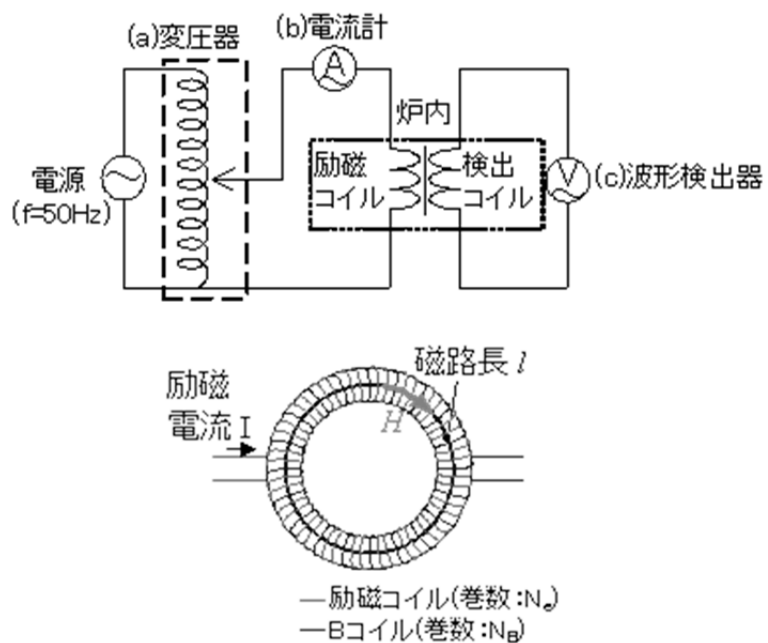 (a)変圧器
(b)電流計
A
炉内
電源
(f=50Hz)
励磁
コイル
検出
コイル
V
(c)波形検出器
励磁
電流 I
磁路長 l
H
励磁コイル(巻数:Nₑ)
Bコイル(巻数:N_B)